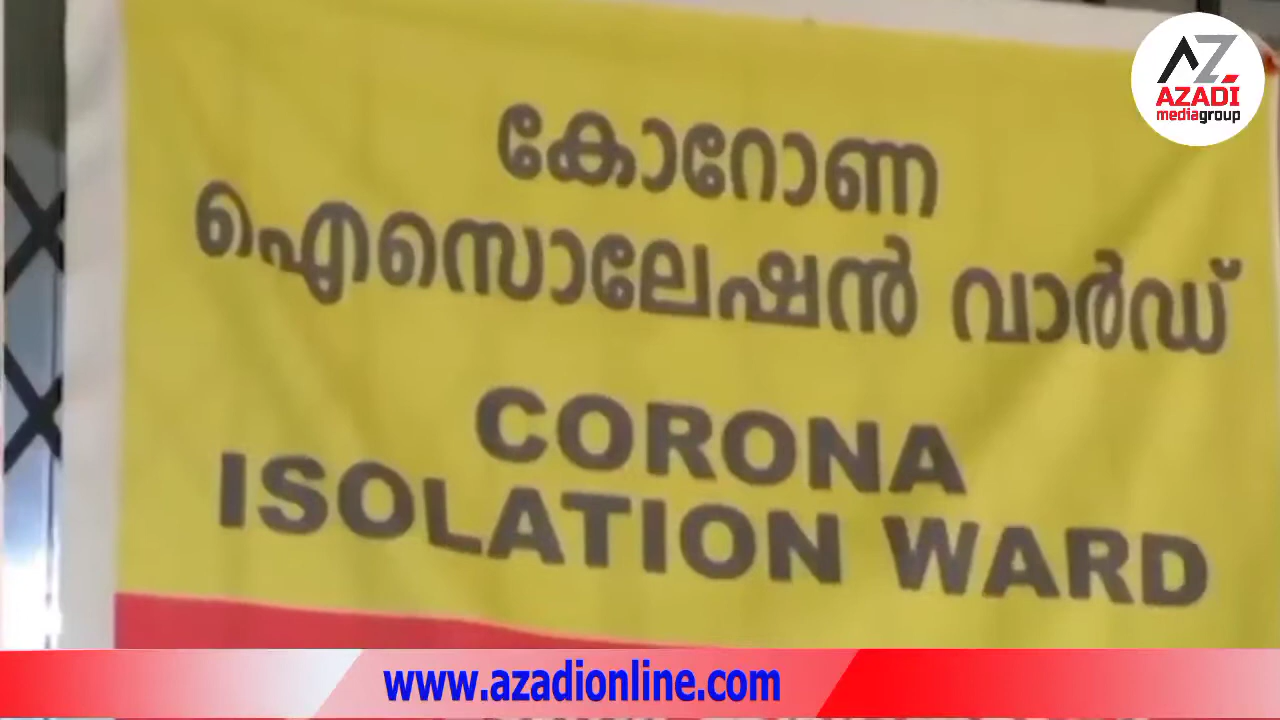 AZ
AZADI
mediagroup
കോറോണ
ഐസൊലേഷൻ വാർഡ്
CORONA
ISOLATION WARD
www.azadionline.com